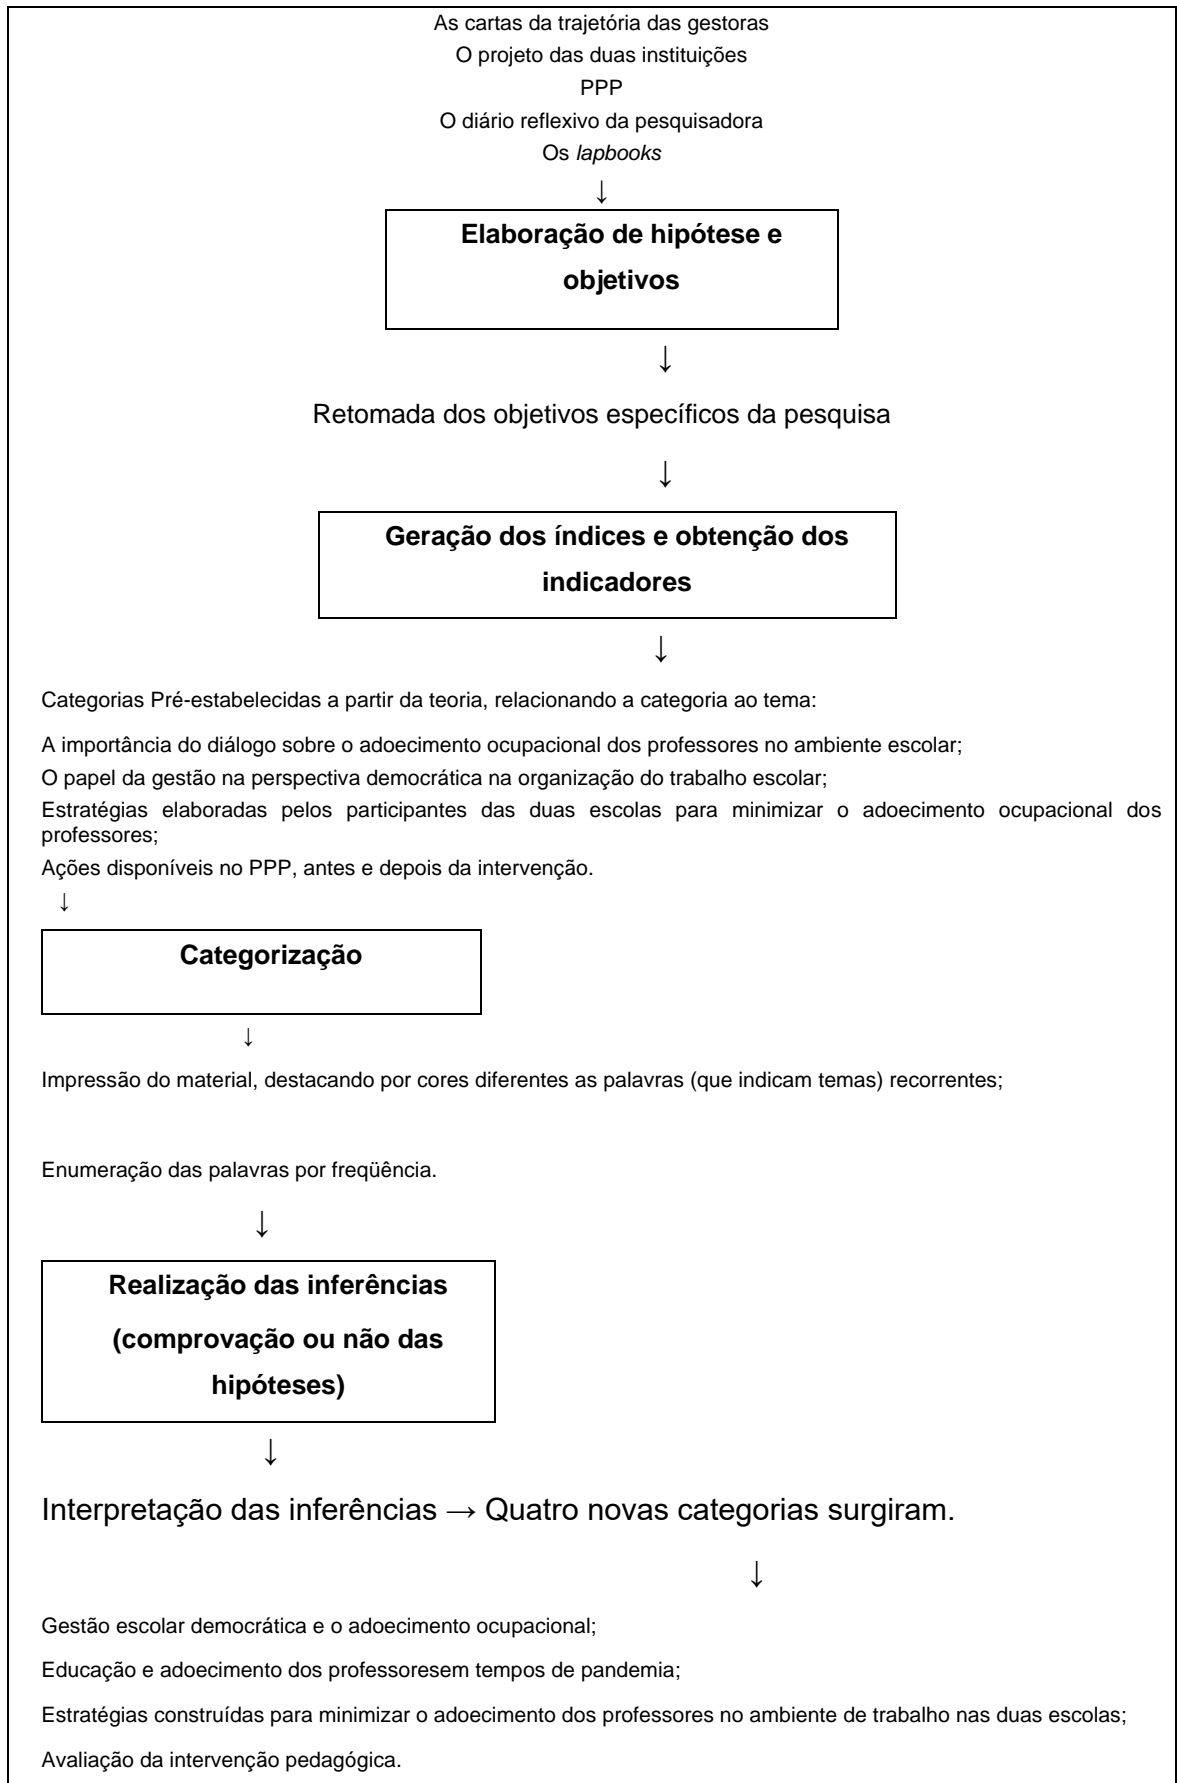 As cartas da trajetória das gestoras
O projeto das duas instituições
PPP
O diário reflexivo da pesquisadora
Os lapbooks
↓
Elaboração de hipótese e
objetivos
↓
Retomada dos objetivos específicos da pesquisa
↓
Geração dos índices e obtenção dos
indicadores
↓
Categorias Pré-estabelecidas a partir da teoria, relacionando a categoria ao tema:
A importância do diálogo sobre o adoecimento ocupacional dos professores no ambiente escolar;
O papel da gestão na perspectiva democrática na organização do trabalho escolar;
Estratégias elaboradas pelos participantes das duas escolas para minimizar o adoecimento ocupacional dos
professores;
Ações disponíveis no PPP, antes e depois da intervenção.
↓
Categorização
↓
Impressão do material, destacando por cores diferentes as palavras (que indicam temas) recorrentes;
Enumeração das palavras por freqüência.
↓
Realização das inferências
(comprovação ou não das
hipóteses)
↓
Interpretação das inferências → Quatro novas categorias surgiram.
↓
Gestão escolar democrática e o adoecimento ocupacional;
Educação e adoecimento dos professoresem tempos de pandemia;
Estratégias construídas para minimizar o adoecimento dos professores no ambiente de trabalho nas duas escolas;
Avaliação da intervenção pedagógica.